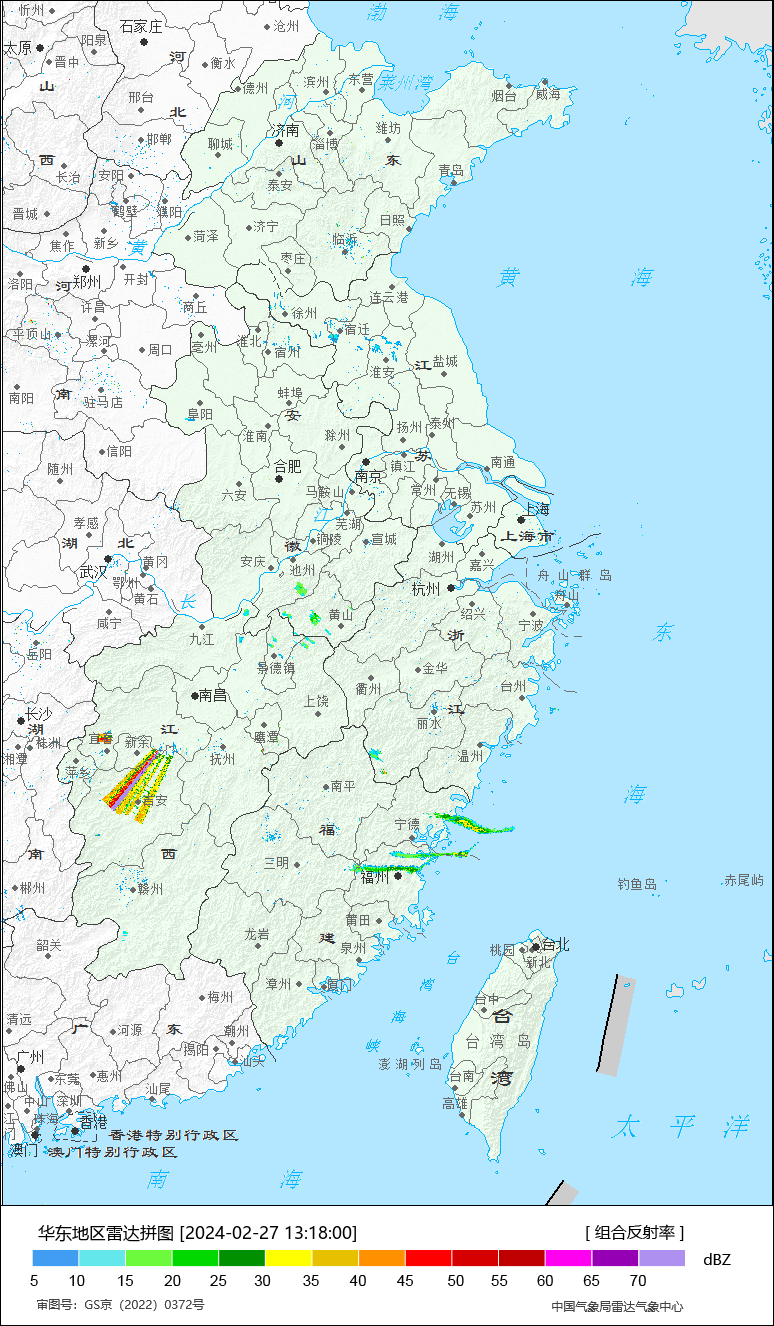 渤 海
忻州
石家庄
沧州
太原
阳泉
河
晋中
衡水
德州
滨州
东营
莱州湾
烟台
威海
山
邢台
北
河
济南
潍坊
邯郸
聊城
淄博
西
山 东
长治
安阳
泰安
青岛
鹤壁
濮阳
晋城
济宁
日照
焦作
新乡
黄
菏泽
临沂
枣庄
洛阳
河
郑州
开封
黄 海
连云港
许昌
商丘
徐州
平顶山
漯河
周口
亳州
淮北
宿迁
宿州
淮安
江
盐城
南阳
南
驻马店
蚌埠
阜阳
安
扬州
泰州
淮南
滁州
信阳
苏
随州
合肥
南京
镇江
南通
六安
马鞍山
常州
无锡
苏州
孝感
江
芜湖
上海
湖 北
徽
铜陵
宣城
上海市
武汉
黄冈
安庆
池州
湖州
嘉兴
鄂州
黄石
长
杭州
舟山群岛
舟山
咸宁
黄山
绍兴
宁波
九江
浙
东
岳阳
景德镇
衢州
金华
台州
长沙
南昌
上饶
江
湖
株洲
宜春
新余
江
鹰潭
丽水
湘潭
萍乡
抚州
温州
南平
吉安
海
福
宁德
南
西
三明
福州
郴州
赣州
钓鱼岛
赤尾屿
莆田
韶关
龙岩
建
泉州
台北
桃园
新北
台
漳州
厦门
湾
梅州
台中
清远
广 东
河源
潮州
海
台
揭阳
峡
台湾岛
广州
汕头
澎湖列岛
佛山
东莞
惠州
台南
湾
汕尾
中山
深圳
高雄
珠海
香港
太平洋
香港特别行政区
澳门
澳门特别行政区
南 海
华东地区雷达拼图 [2024-02-27 13:18:00]
[ 组合反射率 ]
5 10 15 20 25 30 35 40 45 50 55 60 65 70 dBZ
审图号：GS京（2022）0372号
中国气象局雷达气象中心